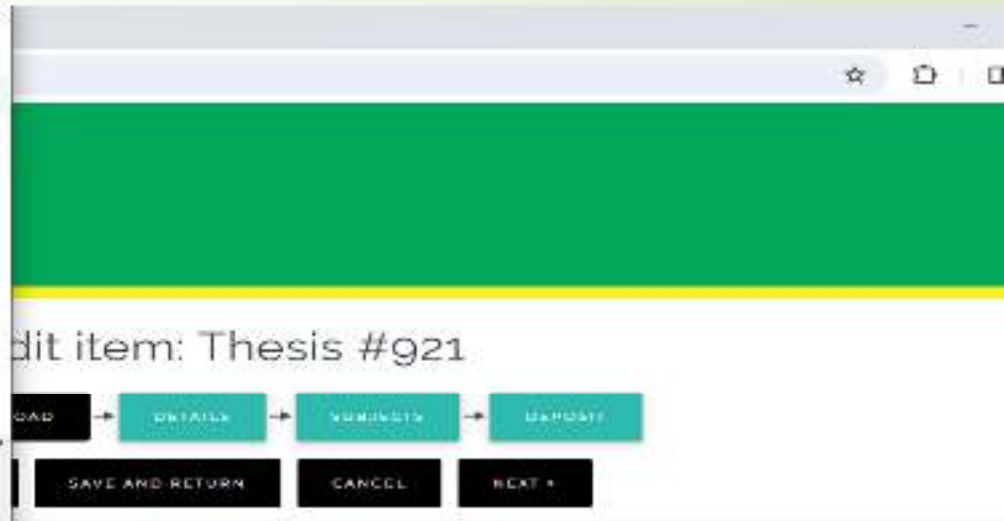 dit item: Thesis #921
OAD DETAILS SUBJECTS DEPOSIT
SAVE AND RETURN CANCEL NEXT >